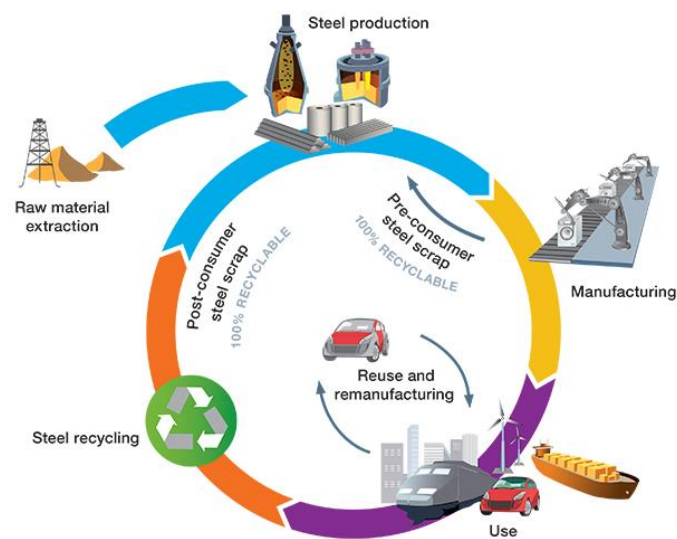 Steel production
Raw material
extraction
Pre-consumer
steel scrap
100% RECYCLABLE
Post-consumer
steel scrap
100% RECYCLABLE
Manufacturing
Reuse and
remanufacturing
Steel recycling
Use